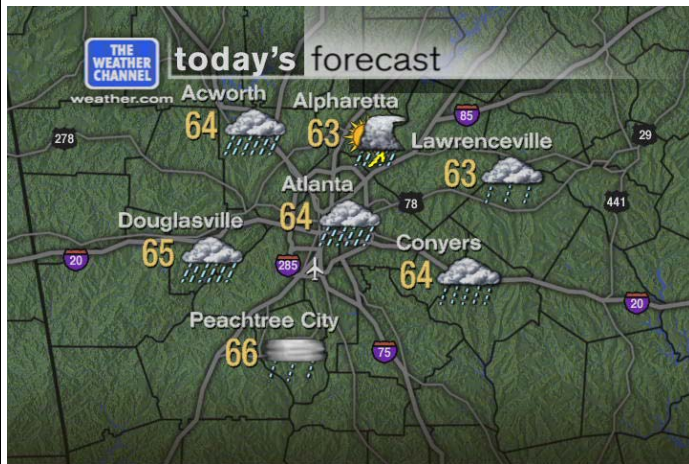 THE
WEATHER
CHANNEL
today's forecast
weather.com
Acworth
64
Alpharetta
63
85
278
Lawrenceville
63
29
Atlanta
64
78
441
Douglasville
65
20
285
Conyers
64
20
Peachtree City
66
75